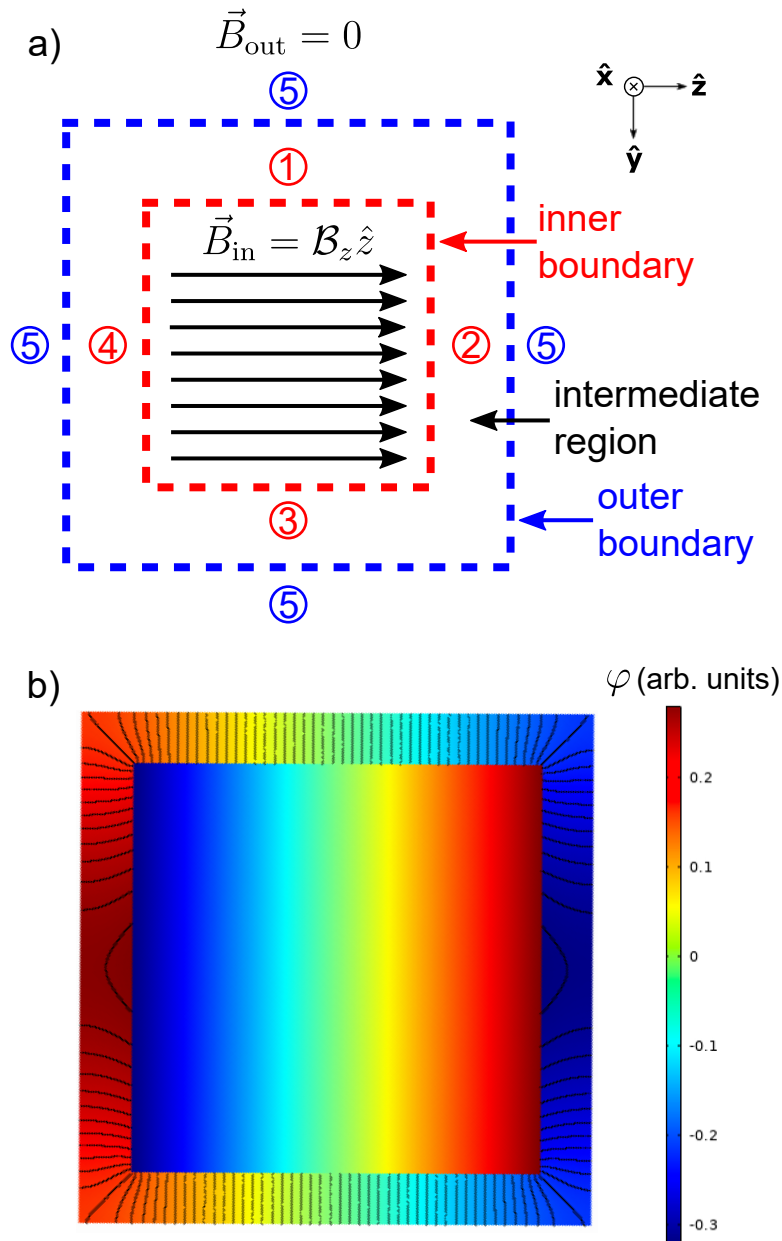 a)
B⃗out = 0
⑤
x̂
ẑ
ŷ
①
B⃗in = ℬz ẑ
inner
boundary
⑤
④
②
⑤
intermediate
region
③
outer
boundary
⑤
b)
φ (arb. units)
0.2
0.1
0
-0.1
-0.2
-0.3